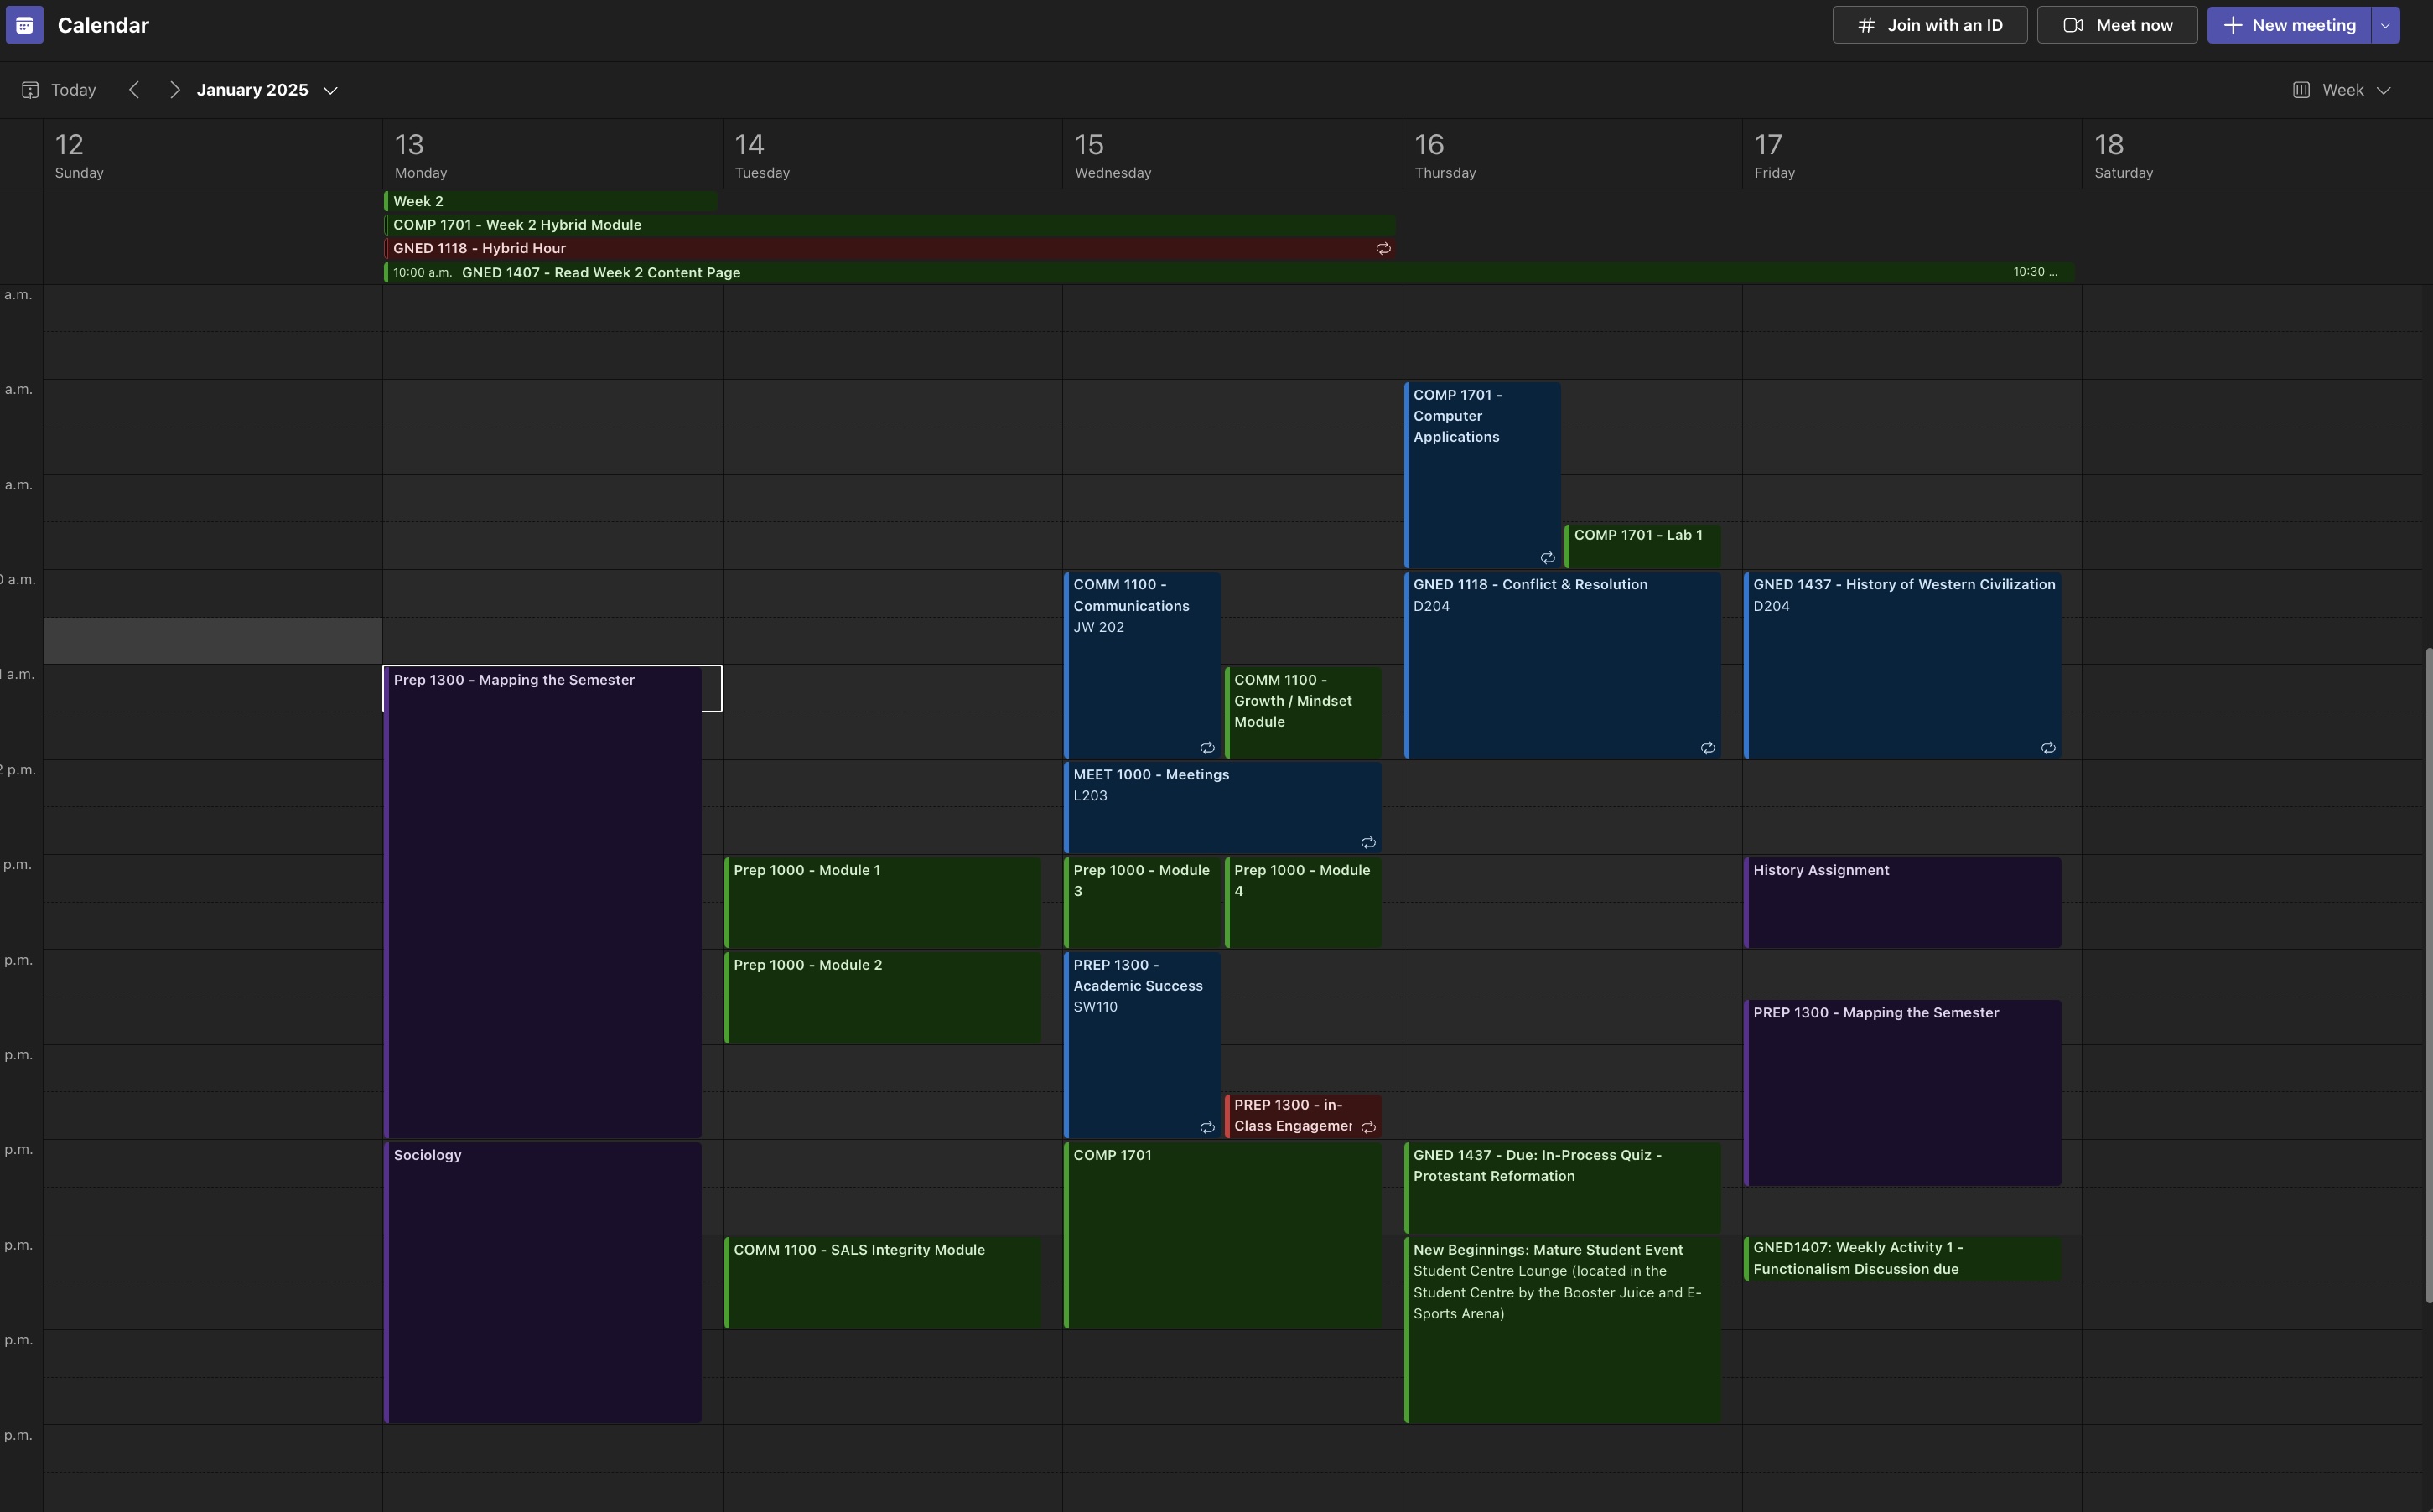 Calendar
Join with an ID
Meet now
New meeting
Today
January 2025
Week
12
Sunday
13
Monday
14
Tuesday
15
Wednesday
16
Thursday
17
Friday
18
Saturday
Week 2
COMP 1701 - Week 2 Hybrid Module
GNED 1118 - Hybrid Hour
10:00 a.m. GNED 1407 - Read Week 2 Content Page 10:30 ...
a.m.
a.m.
a.m.
0 a.m.
a.m.
2 p.m.
p.m.
p.m.
p.m.
p.m.
p.m.
p.m.
p.m.
Prep 1300 - Mapping the Semester
Sociology
Prep 1000 - Module 1
Prep 1000 - Module 2
COMM 1100 - SALS Integrity Module
COMM 1100 -
Communications
JW 202
COMM 1100 -
Growth / Mindset
Module
MEET 1000 - Meetings
L203
Prep 1000 - Module
3
Prep 1000 - Module
4
PREP 1300 -
Academic Success
SW110
PREP 1300 - in-
Class Engagemer
COMP 1701
COMP 1701 -
Computer
Applications
COMP 1701 - Lab 1
GNED 1118 - Conflict & Resolution
D204
GNED 1437 - Due: In-Process Quiz -
Protestant Reformation
New Beginnings: Mature Student Event
Student Centre Lounge (located in the
Student Centre by the Booster Juice and E-
Sports Arena)
GNED 1437 - History of Western Civilization
D204
History Assignment
PREP 1300 - Mapping the Semester
GNED1407: Weekly Activity 1 -
Functionalism Discussion due